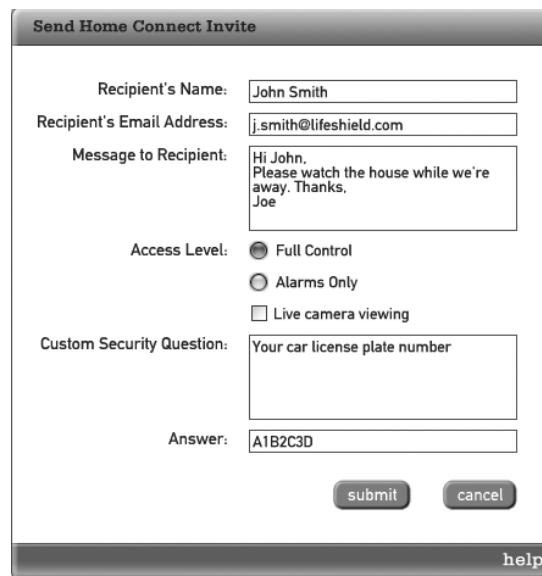 Send Home Connect Invite
Recipient's Name: John Smith
Recipient's Email Address: j.smith@lifeshield.com
Message to Recipient: Hi John,
Please watch the house while we're
away. Thanks,
Joe
Access Level: Full Control
Alarms Only
Live camera viewing
Custom Security Question: Your car license plate number
Answer: A1B2C3D
submit cancel
help